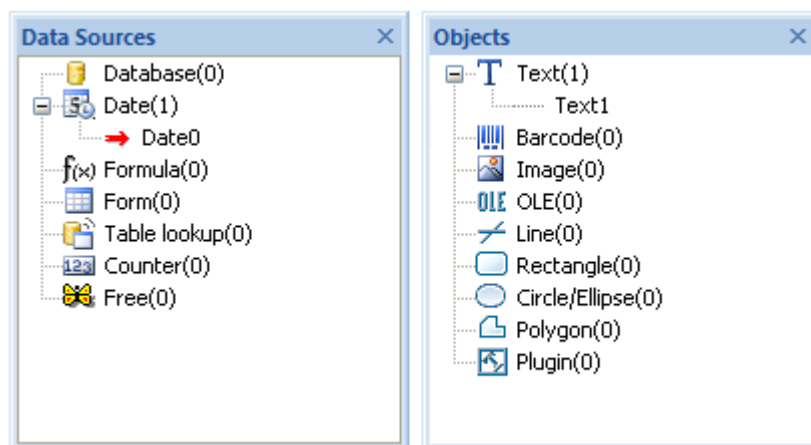 Data Sources
Database(0)
Date(1)
Date0
Formula(0)
Form(0)
Table lookup(0)
Counter(0)
Free(0)
Objects
Text(1)
Text1
Barcode(0)
Image(0)
OLE(0)
Line(0)
Rectangle(0)
Circle/Ellipse(0)
Polygon(0)
Plugin(0)